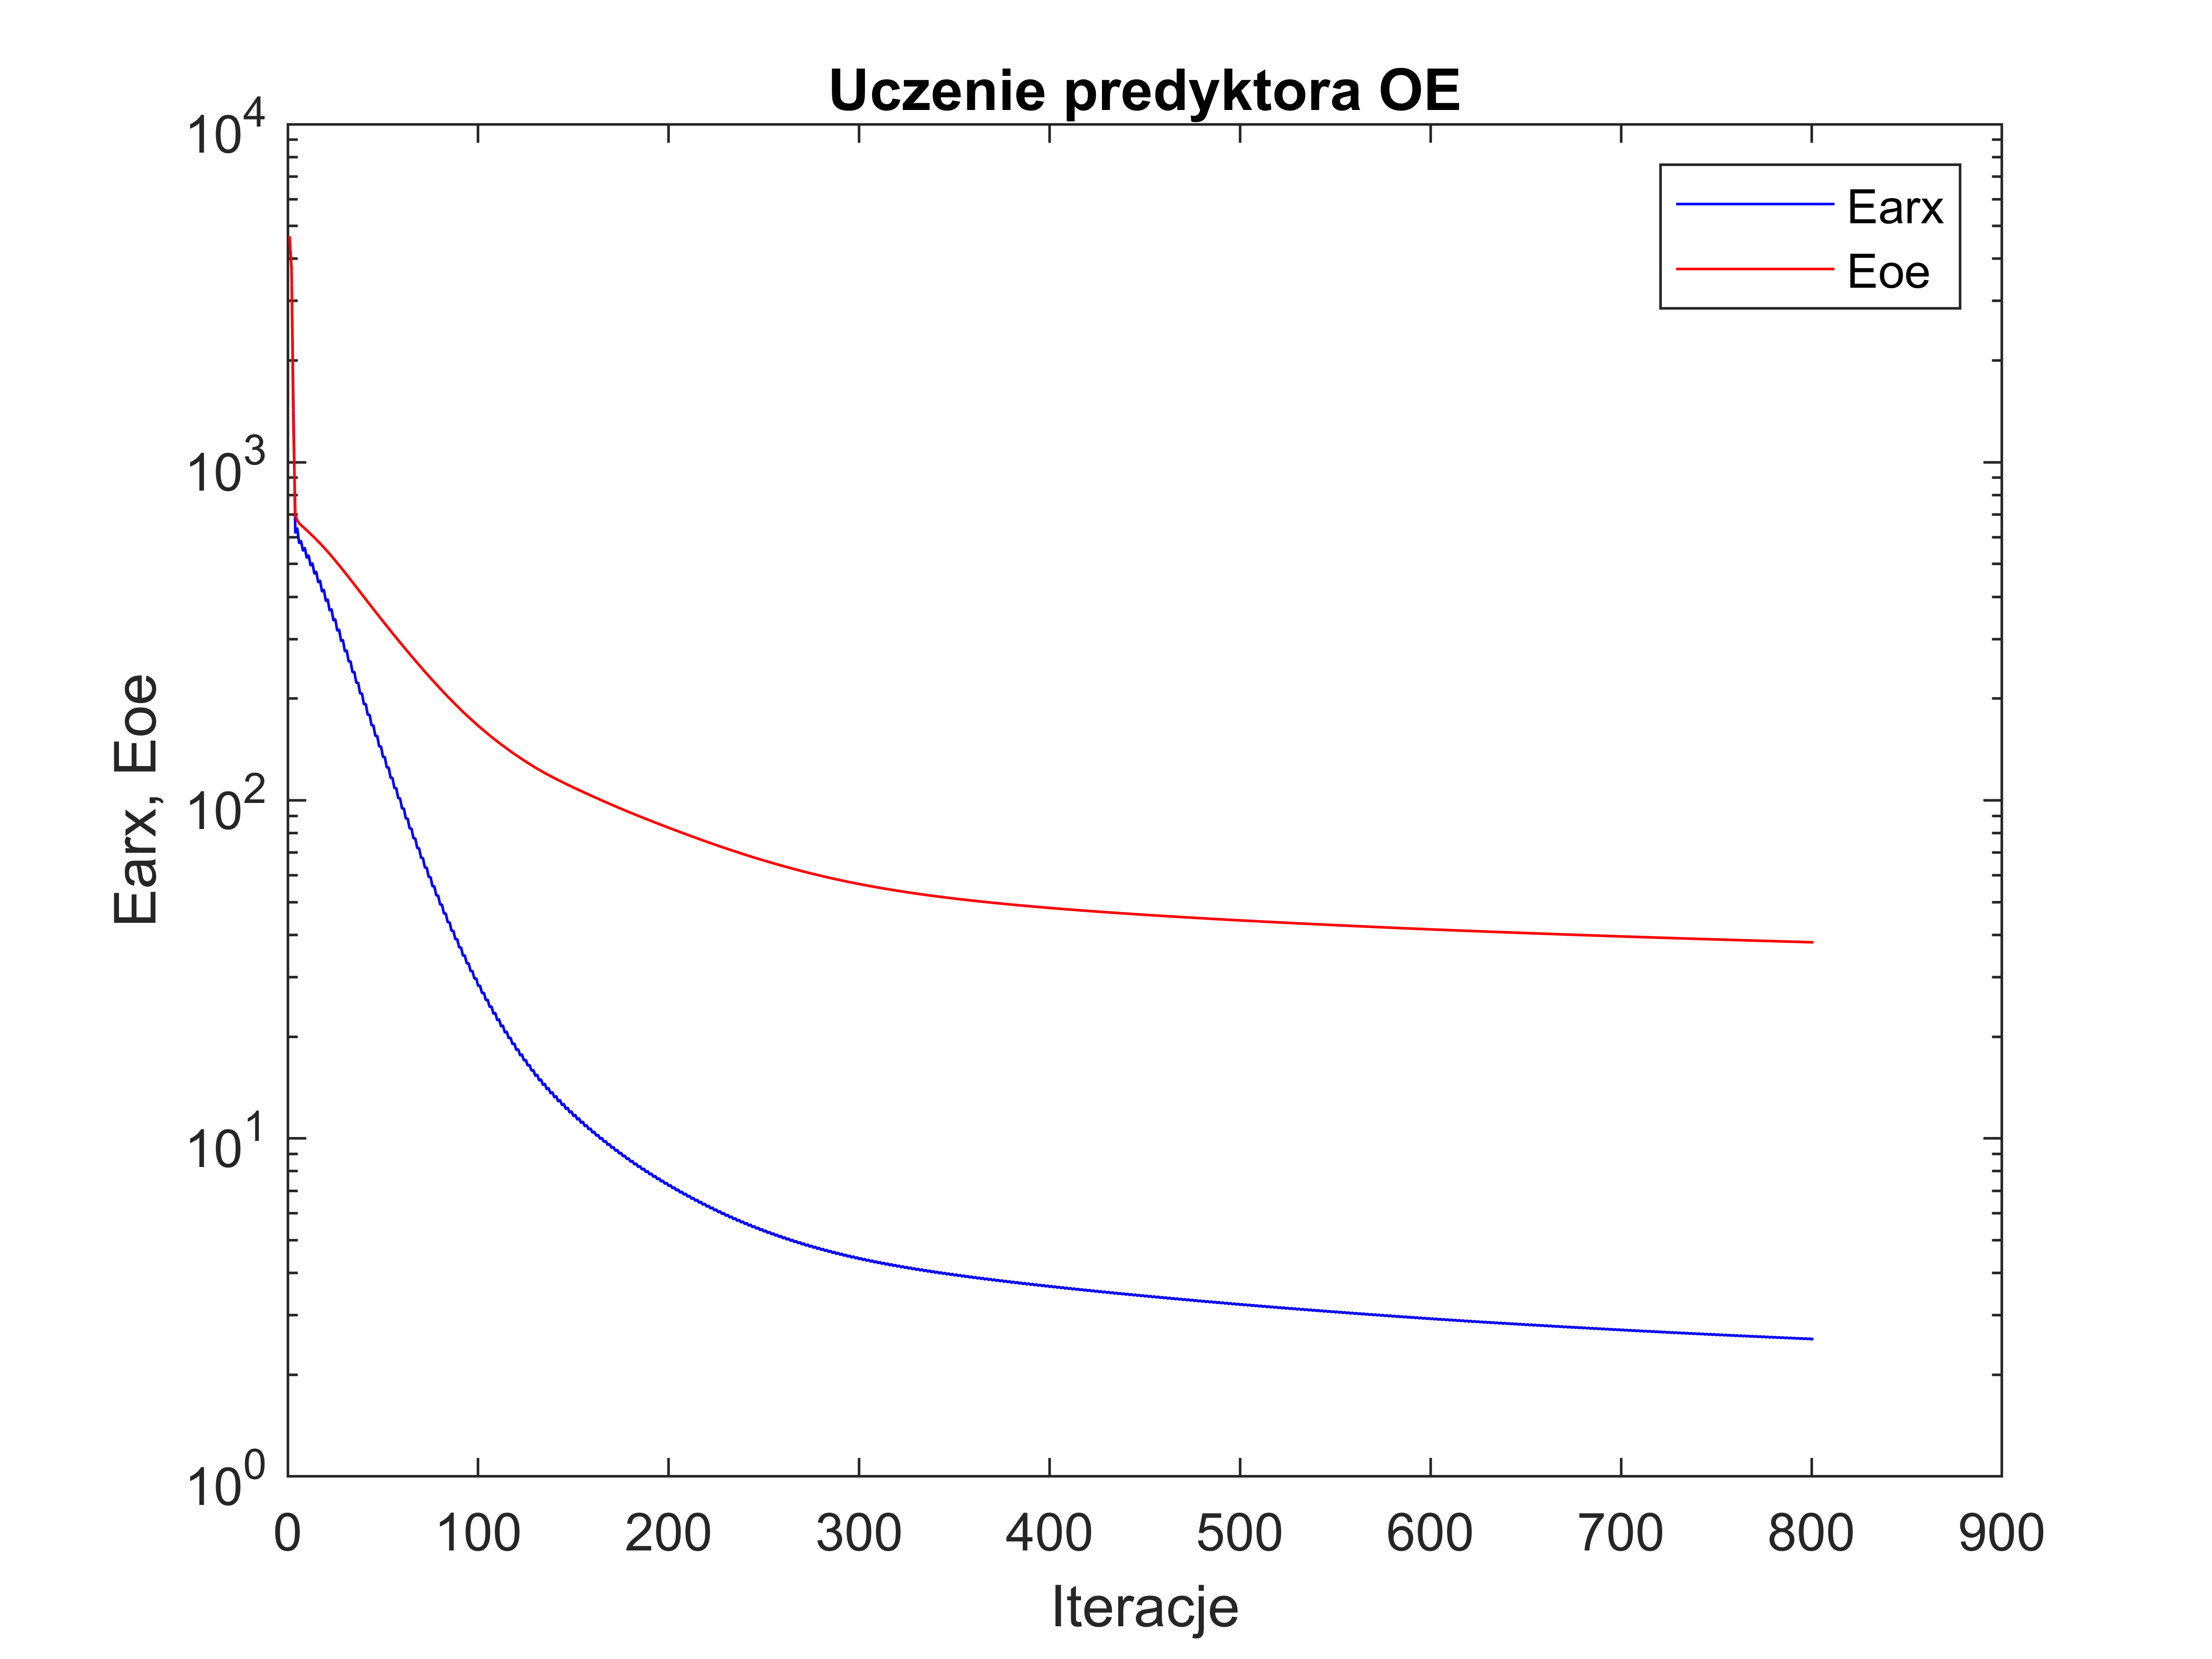 Uczenie predyktora OE
Earx
Eoe
Earx, Eoe
10^4
10^3
10^2
10^1
10^0
0 100 200 300 400 500 600 700 800 900
Iteracje